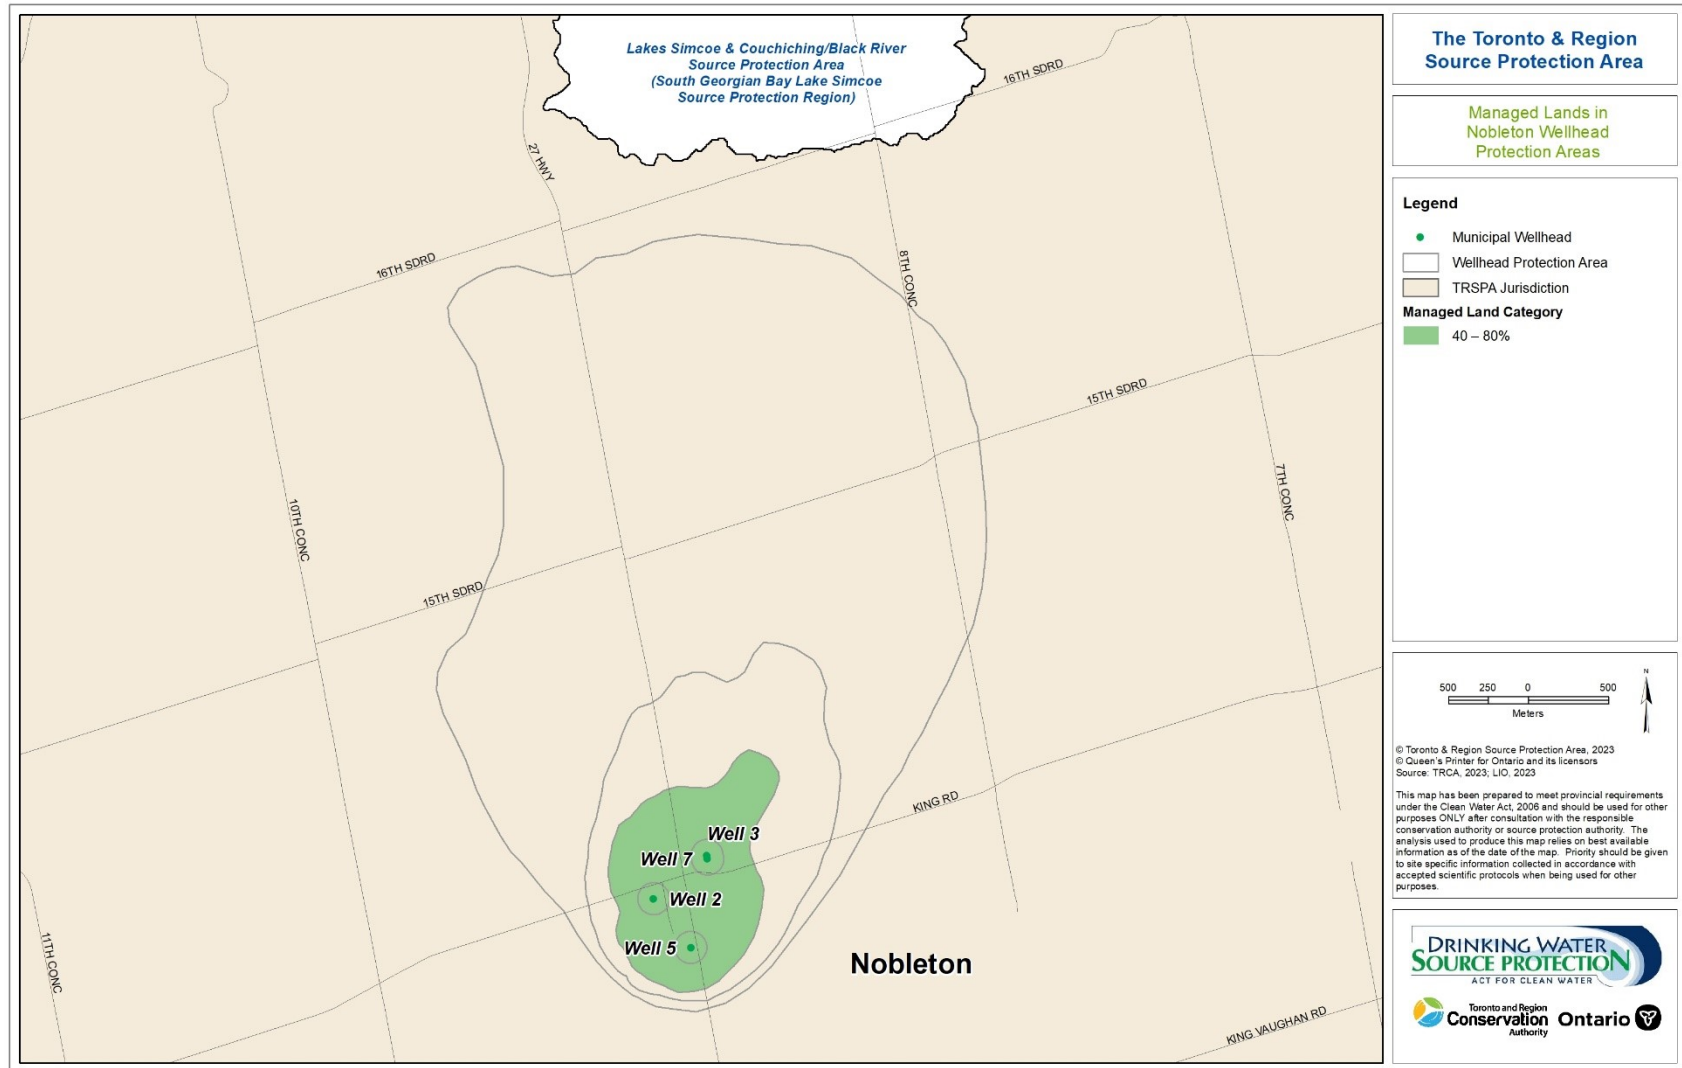 Lakes Simcoe & Couchiching/Black River
Source Protection Area
(South Georgian Bay Lake Simcoe
Source Protection Region)
16TH SDRD
27 HWY
16TH SDRD
8TH CONC
15TH SDRD
10TH CONC
7TH CONC
15TH SDRD
KING RD
Well 3
Well 7
Well 2
Well 5
11TH CONC
Nobleton
KING VAUGHAN RD
The Toronto & Region
Source Protection Area
Managed Lands in
Nobleton Wellhead
Protection Areas
Legend
Municipal Wellhead
Wellhead Protection Area
TRSPA Jurisdiction
Managed Land Category
40 – 80%
N
500 250 0 500
Meters
© Toronto & Region Source Protection Area, 2023
© Queen's Printer for Ontario and its licensors
Source: TRCA, 2023; LIO, 2023
This map has been prepared to meet provincial requirements
under the Clean Water Act, 2006 and should be used for other
purposes ONLY after consultation with the responsible
conservation authority or source protection authority. The
analysis used to produce this map relies on best available
information as of the date of the map. Priority should be given
to site specific information collected in accordance with
accepted scientific protocols when being used for other
purposes.
DRINKING WATER
SOURCE PROTECTION
ACT FOR CLEAN WATER
Toronto and Region
Conservation
Authority
Ontario